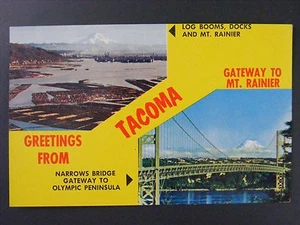 LOG BOOMS, DOCKS
AND MT. RAINIER
GATEWAY TO
MT. RAINIER
TACOMA
GREETINGS
FROM
NARROWS BRIDGE
GATEWAY TO
OLYMPIC PENINSULA